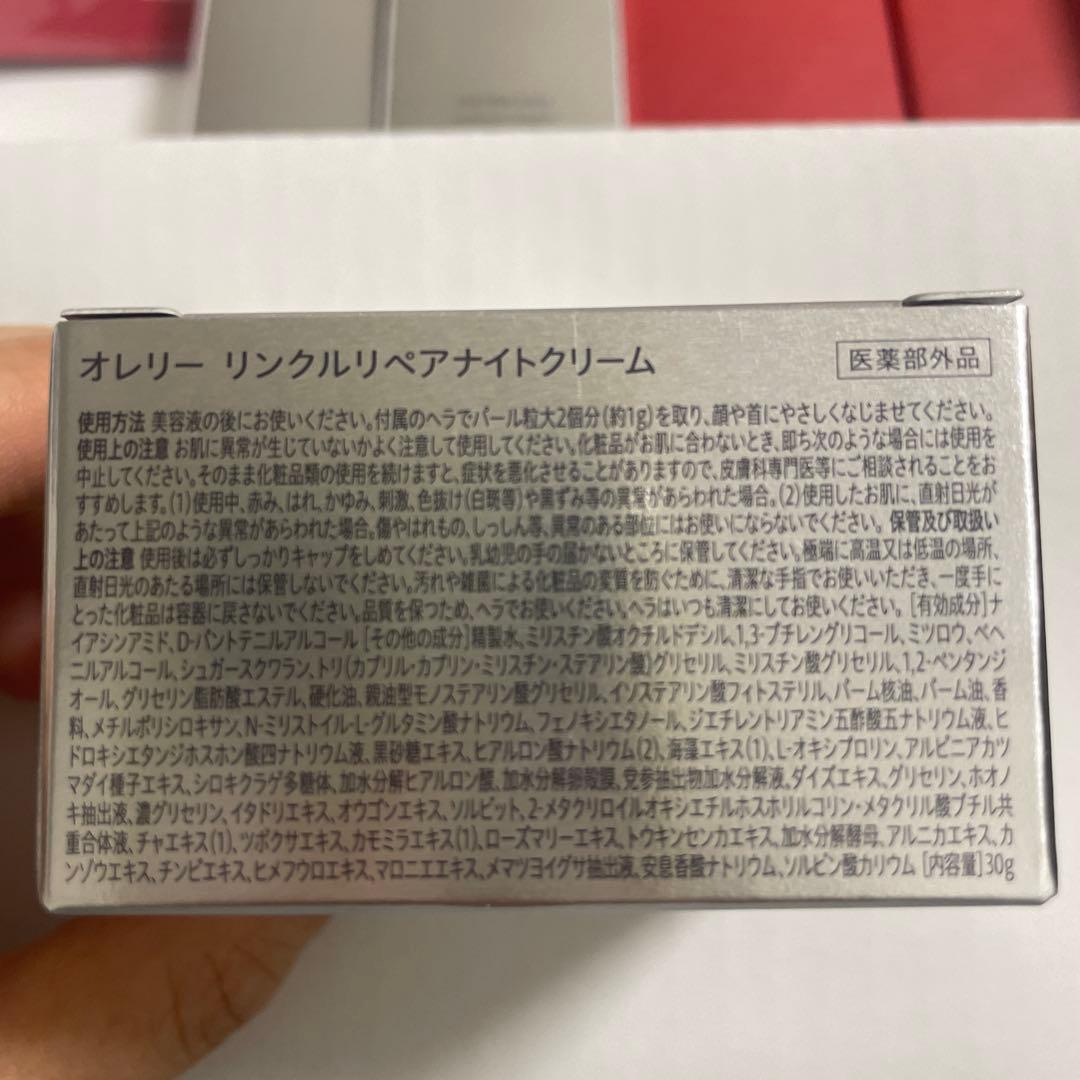 オレリー リンクルリペアナイトクリーム 医薬部外品
使用方法 美容液の後にお使いください。付属のヘラでパール粒大2個分(約1g)を取り、顔や首にやさしくなじませてください。
使用上の注意 お肌に異常が生じていないかよく注意して使用してください。化粧品がお肌に合わないとき、即ち次のような場合には使用を
中止してください。そのまま化粧品類の使用を続けますと、症状を悪化させることがありますので、皮膚科専門医等にご相談されることをお
すすめします。(1)使用中、赤み、はれ、かゆみ、刺激、色抜け(白斑等)や黒ずみ等の異常があらわれた場合。(2)使用したお肌に、直射日光が
あたって上記のような異常があらわれた場合。傷やはれもの、しっしん等、異常のある部位にはお使いにならないでください。保管及び取扱い
上の注意 使用後は必ずしっかりキャップをしめてください。乳幼児の手の届かないところに保管してください。極端に高温又は低温の場所、
直射日光のあたる場所には保管しないでください。汚れや雑菌による化粧品の変質を防ぐために、清潔な手指でお使いいただき、一度手に
とった化粧品は容器に戻さないでください。品質を保つため、ヘラでお使いください。ヘラはいつも清潔にしてお使いください。[有効成分]ナ
イアシンアミド、D-パントテニルアルコール[その他の成分]精製水、ミリスチン酸オクチルドデシル、1,3-ブチレングリコール、ミツロウ、ベヘ
ニルアルコール、シュガースクワラン、トリ(カプリル・カプリン・ミリスチン・ステアリン酸)グリセリル、ミリスチン酸グリセリル、1,2-ペンタンジ
オール、グリセリン脂肪酸エステル、硬化油、親油型モノステアリン酸グリセリル、イソステアリン酸フィトステリル、パーム核油、パーム油、香
料、メチルポリシロキサン、N-ミリストイル-L-グルタミン酸ナトリウム、フェノキシエタノール、ジエチレントリアミン五酢酸五ナトリウム液、ヒ
ドロキシエタンジホスホン酸四ナトリウム液、黒砂糖エキス、ヒアルロン酸ナトリウム(2)、海藻エキス(1)、L-オキシプロリン、アルピニアカツ
マダイ種子エキス、シロキクラゲ多糖体、加水分解ヒアルロン酸、加水分解卵殻膜、党参抽出物加水分解液、ダイズエキス、グリセリン、ホオノ
キ抽出液、濃グリセリン、イタドリエキス、オウゴンエキス、ソルビット、2-メタクリロイルオキシエチルホスホリルコリン・メタクリル酸ブチル共
重合体液、チャエキス(1)、ツボクサエキス、カモミラエキス(1)、ローズマリーエキス、トウキンセンカエキス、加水分解酵母、アルニカエキス、カ
ンゾウエキス、チンピエキス、ヒメフウロエキス、マロニエエキス、メマツヨイグサ抽出液、安息香酸ナトリウム、ソルビン酸カリウム [内容量]30g